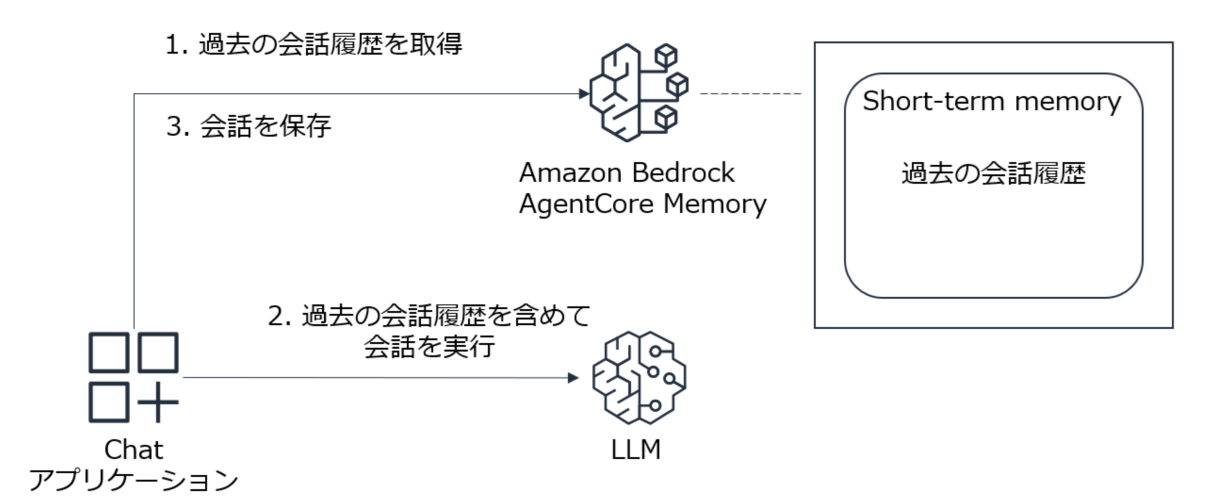 1. 過去の会話履歴を取得
3. 会話を保存
Amazon Bedrock
AgentCore Memory
Short-term memory
過去の会話履歴
2. 過去の会話履歴を含めて
会話を実行
Chat
アプリケーション
LLM